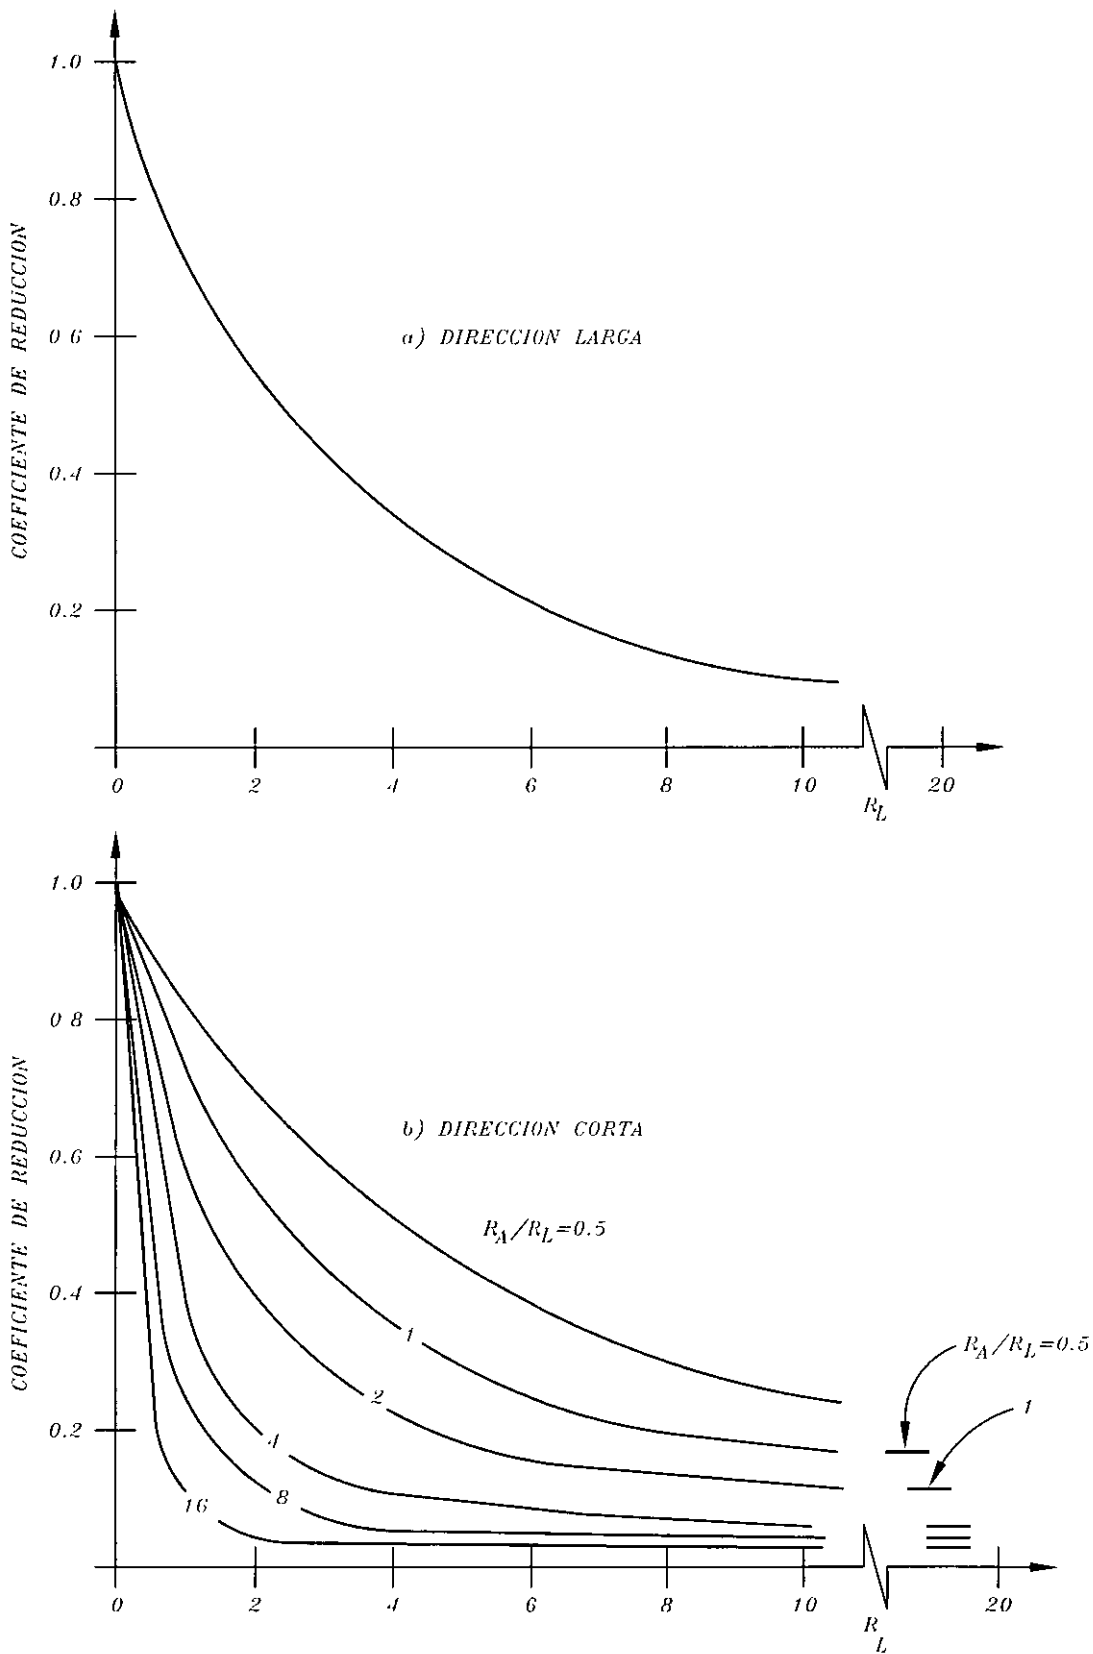 1.0
0.8
0 6
0.4
0.2
COEFICIENTE DE REDUCCION
a) DIRECCION LARGA
0 2 4 6 8 10 20
R_L
1.0
0 8
0.6
0.4
0.2
COEFICIENTE DE REDUCCION
b) DIRECCION CORTA
R_A/R_L=0.5
1
2
4
8
16
R_A/R_L=0.5
1
0 2 4 6 8 10 20
R_L